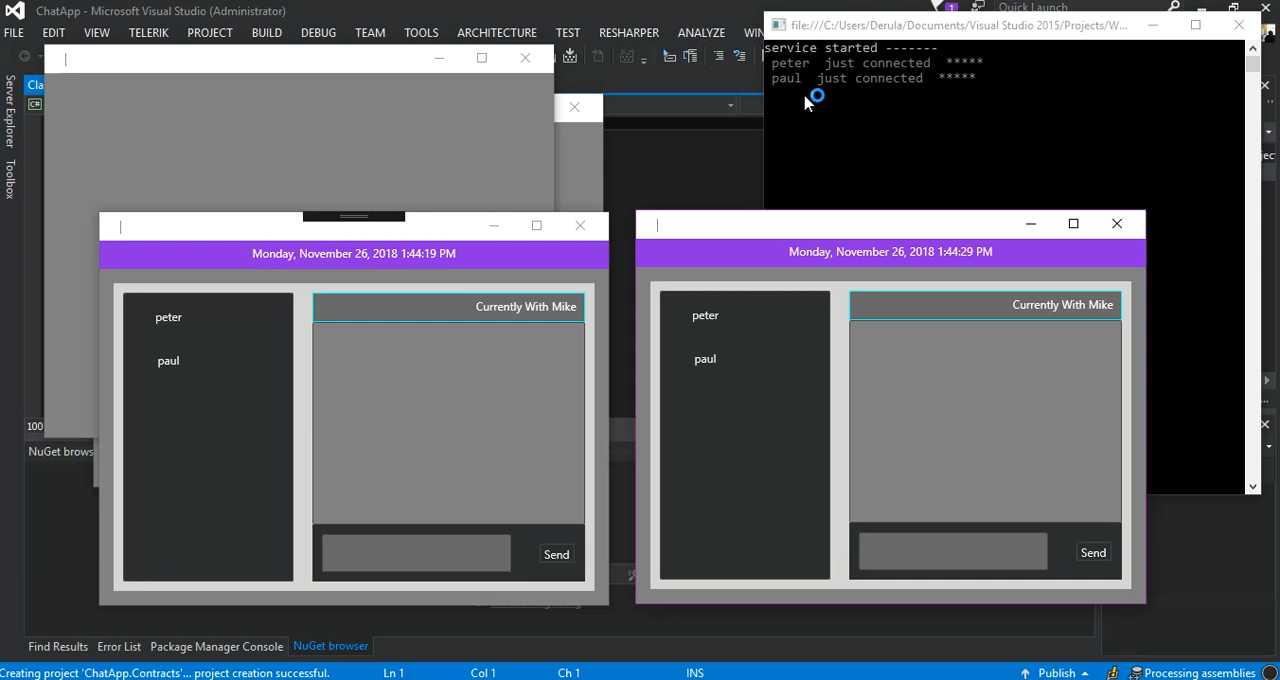 ChatApp - Microsoft Visual Studio (Administrator)
1
Quick Launch
FILE EDIT VIEW TELERIK PROJECT BUILD DEBUG TEAM TOOLS ARCHITECTURE TEST RESHARPER ANALYZE WIN
file:///C:/Users/Derula/Documents/Visual Studio 2015/Projects/W...
service started -------
peter just connected *****
paul just connected *****
Server Explorer
Toolbox
Cla
C#
Monday, November 26, 2018 1:44:19 PM
Currently With Mike
peter
paul
Send
Monday, November 26, 2018 1:44:29 PM
Currently With Mike
peter
paul
Send
100
NuGet brows
Find Results Error List Package Manager Console NuGet browser
Creating project 'ChatApp.Contracts'... project creation successful. Ln 1 Col 1 Ch 1 INS Publish Processing assemblies